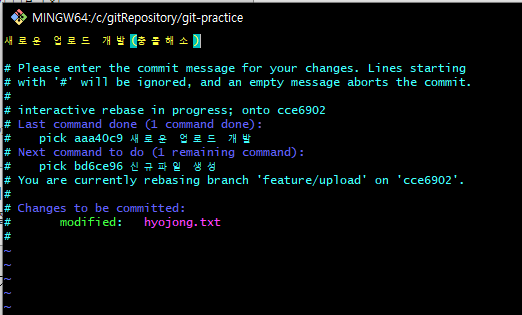 MINGW64:/c/gitRepository/git-practice
새로운 업로드 개발(충돌해소)
# Please enter the commit message for your changes. Lines starting
# with '#' will be ignored, and an empty message aborts the commit.
#
# interactive rebase in progress; onto cce6902
# Last command done (1 command done):
#    pick aaa40c9 새로운 업로드 개발
# Next command to do (1 remaining command):
#    pick bd6ce96 신규파일 생성
# You are currently rebasing branch 'feature/upload' on 'cce6902'.
#
# Changes to be committed:
#       modified:   hyojong.txt
#
~
~
~
~